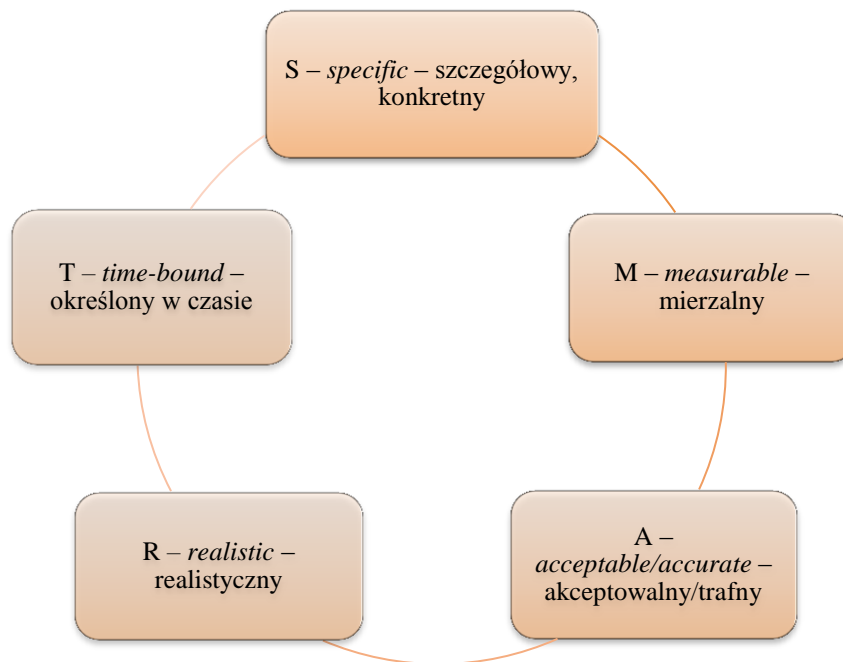 S – specific – szczegółowy,
konkretny
M – measurable –
mierzalny
A –
acceptable/accurate –
akceptowalny/trafny
R – realistic –
realistyczny
T – time-bound –
określony w czasie